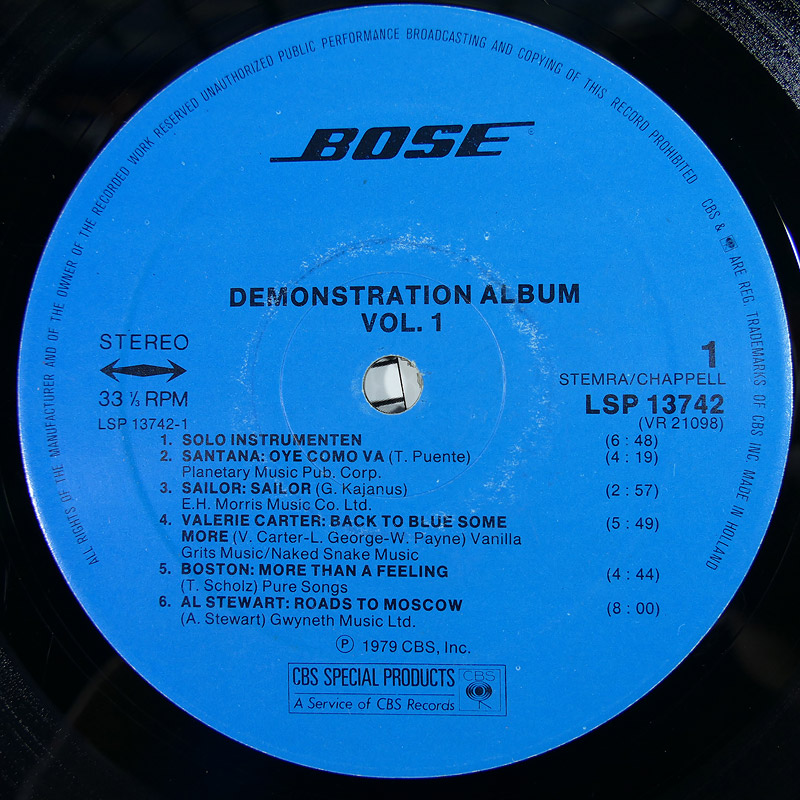 ALL RIGHTS OF THE MANUFACTURER AND OF THE OWNER OF THE RECORDED WORK RESERVED UNAUTHORIZED PUBLIC PERFORMANCE BROADCASTING AND COPYING OF THIS RECORD PROHIBITED
CBS & ARE REG. TRADEMARKS OF CBS INC MADE IN HOLLAND
BOSE®
DEMONSTRATION ALBUM
VOL. 1
STEREO
33 ⅓ RPM
LSP 13742-1
1
STEMRA/CHAPPELL
LSP 13742
(VR 21098)
1. SOLO INSTRUMENTEN (6 : 48)
2. SANTANA: OYE COMO VA (T. Puente) (4 : 19)
Planetary Music Pub. Corp.
3. SAILOR: SAILOR (G. Kajanus) (2 : 57)
E.H. Morris Music Co. Ltd.
4. VALERIE CARTER: BACK TO BLUE SOME (5 : 49)
MORE (V. Carter-L. George-W. Payne) Vanilla
Grits Music/Naked Snake Music
5. BOSTON: MORE THAN A FEELING (4 : 44)
(T. Scholz) Pure Songs
6. AL STEWART: ROADS TO MOSCOW (8 : 00)
(A. Stewart) Gwyneth Music Ltd.
℗ 1979 CBS, Inc.
CBS SPECIAL PRODUCTS CBS
A Service of CBS Records